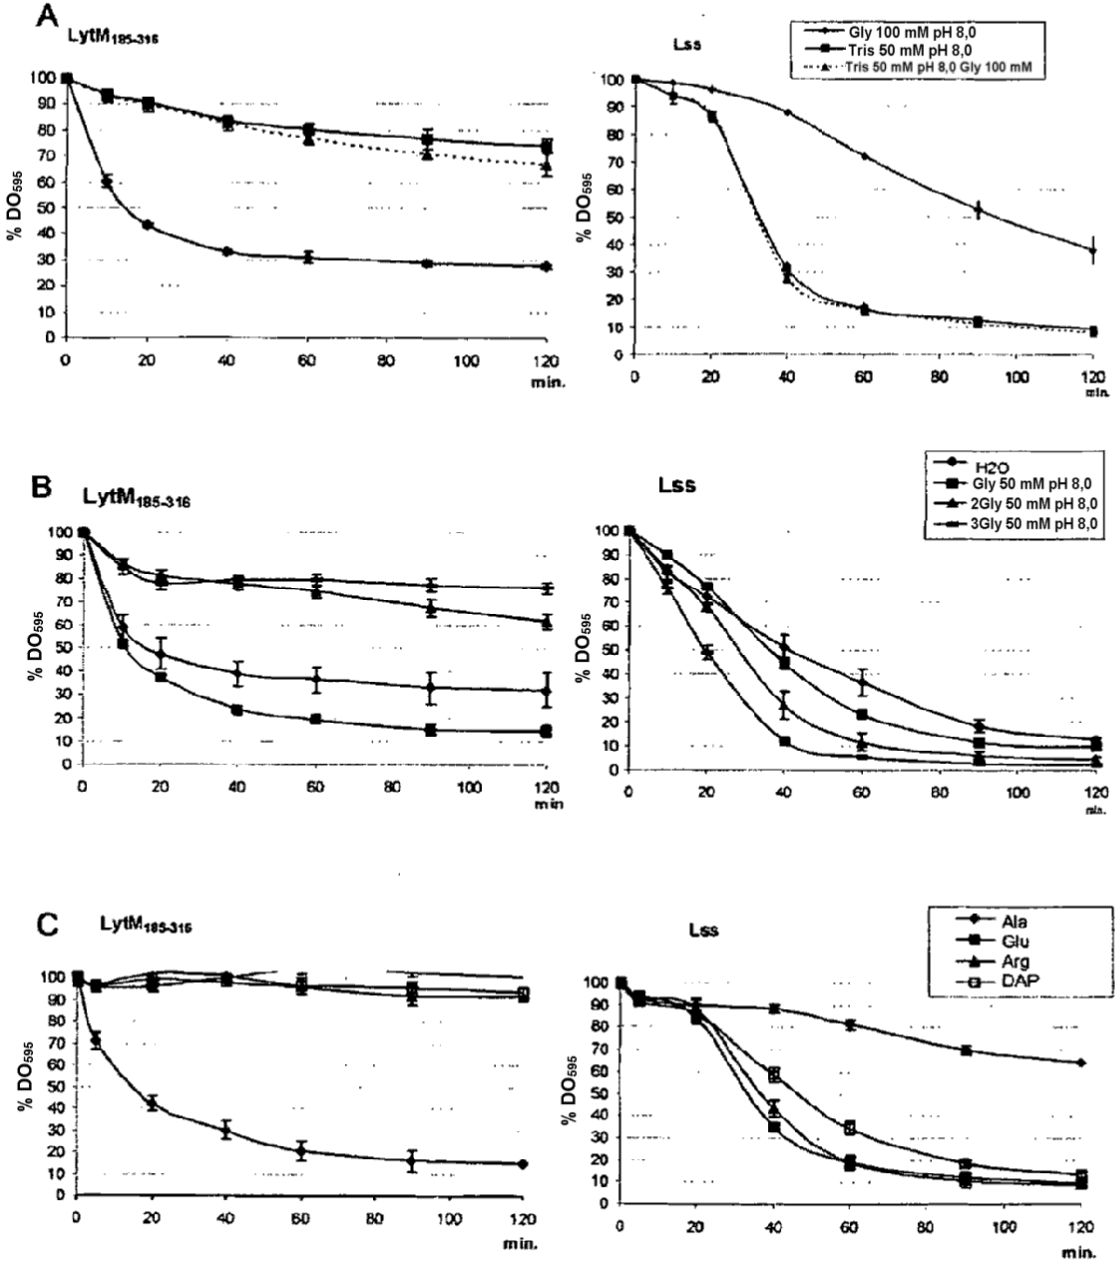 A
LytM185-316
Lss
Gly 100 mM pH 8,0
Tris 50 mM pH 8,0
Tris 50 mM pH 8,0 Gly 100 mM
% DO595
100
90
80
70
60
50
40
30
20
10
0
0 20 40 60 80 100 120
min.
% DO595
100
90
80
70
60
50
40
30
20
10
0
0 20 40 60 80 100 120
min.
B
LytM185-316
Lss
H2O
Gly 50 mM pH 8,0
2Gly 50 mM pH 8,0
3Gly 50 mM pH 8,0
% DO595
100
90
80
70
60
50
40
30
20
10
0
0 20 40 60 80 100 120
min
% DO595
100
90
80
70
60
50
40
30
20
10
0
0 20 40 60 80 100 120
min.
C
LytM185-316
Lss
Ala
Glu
Arg
DAP
% DO595
100
90
80
70
60
50
40
30
20
10
0
0 20 40 60 80 100 120
min.
% DO595
100
90
80
70
60
50
40
30
20
10
0
0 20 40 60 80 100 120
min.